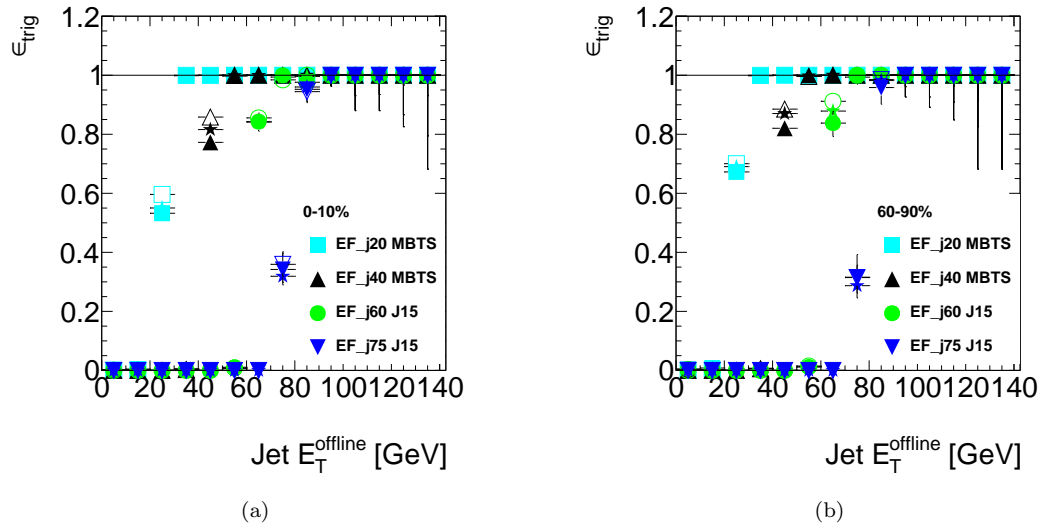 ϵtrig
1.2
1
0.8
0.6
0.4
0.2
0
0-10%
EF_j20 MBTS
EF_j40 MBTS
EF_j60 J15
EF_j75 J15
0 20 40 60 80 100 120 140
Jet E_T^offline [GeV]
(a)
ϵtrig
1.2
1
0.8
0.6
0.4
0.2
0
60-90%
EF_j20 MBTS
EF_j40 MBTS
EF_j60 J15
EF_j75 J15
0 20 40 60 80 100 120 140
Jet E_T^offline [GeV]
(b)